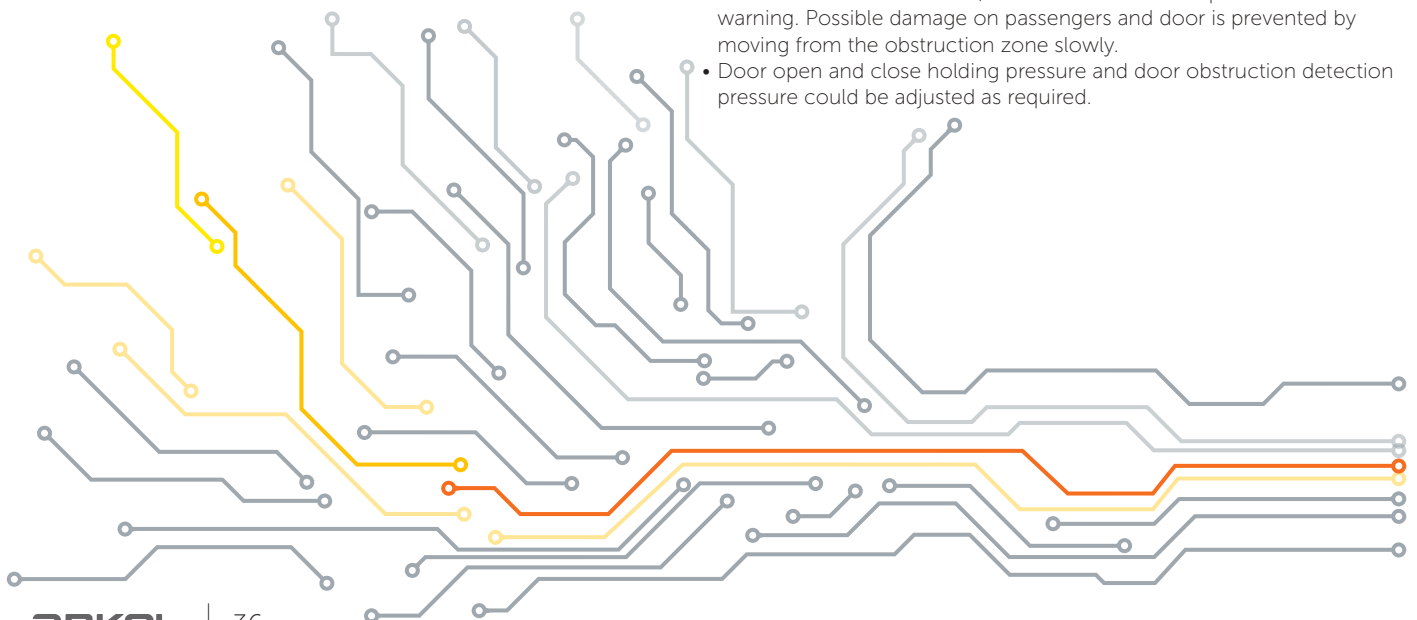 warning. Possible damage on passengers and door is prevented by
moving from the obstruction zone slowly.
• Door open and close holding pressure and door obstruction detection
pressure could be adjusted as required.